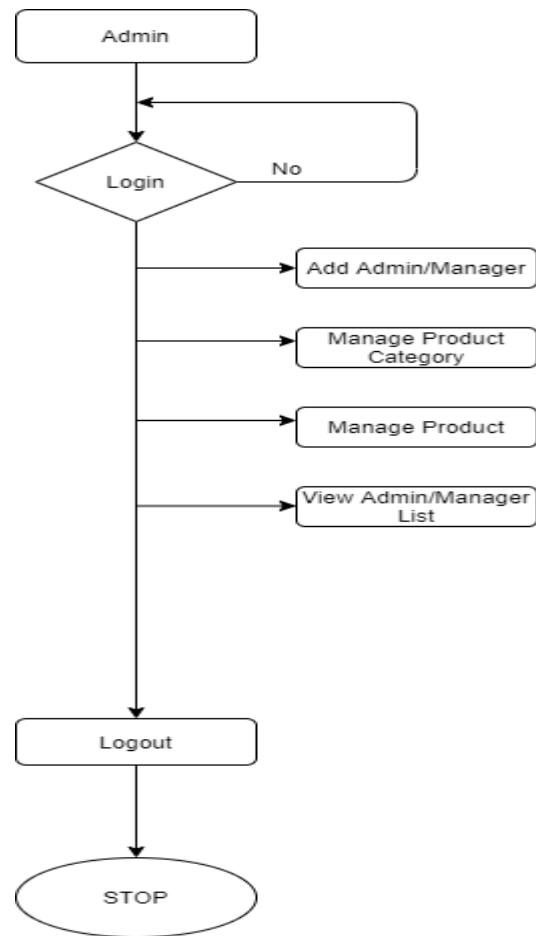 Admin
No
Login
Add Admin/Manager
Manage Product
Category
Manage Product
View Admin/Manager
List
Logout
STOP